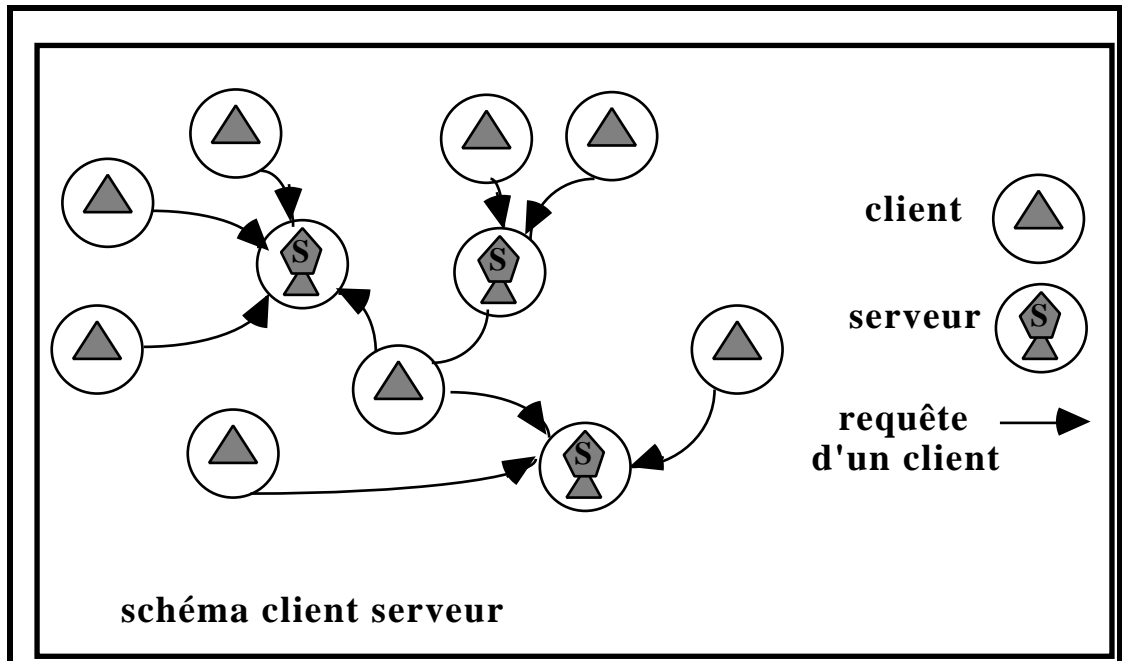 S
S
S
client
serveur
S
requête
d'un client
schéma client serveur